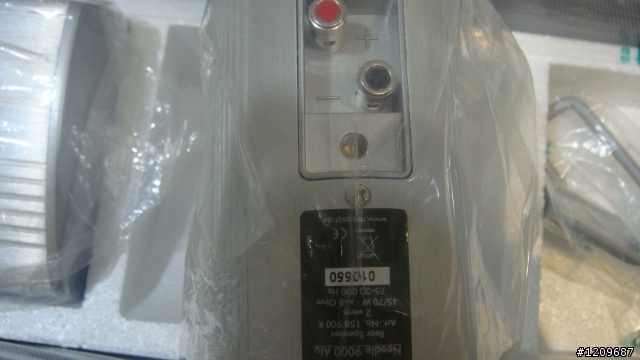 Needle 9000 Alu
Rear Speaker
Art.-No. 158 900 R
2 ways
45/70 W · 4-8 Ohm
75-30 000 Hz
CE
+
–
#1209687